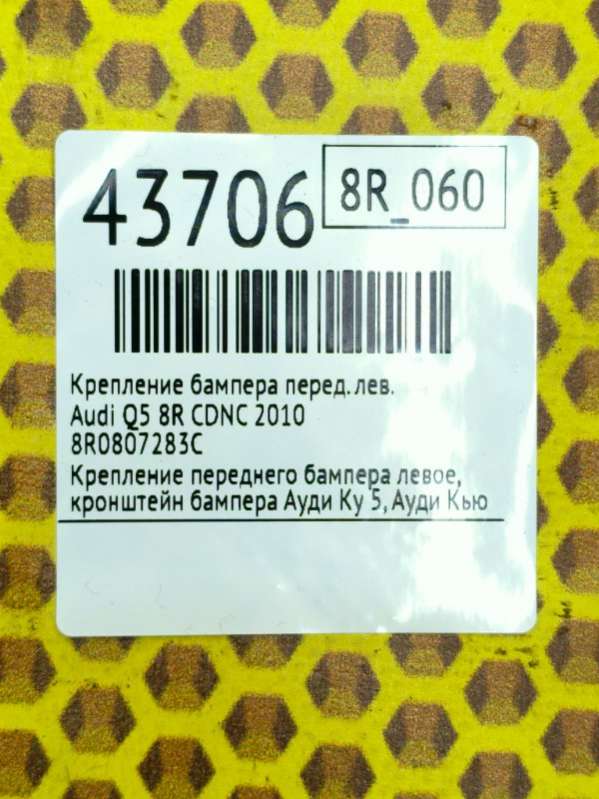 43706
8R_060
Крепление бампера перед. лев.
Audi Q5 8R CDNC 2010
8R0807283C
Крепление переднего бампера левое,
кронштейн бампера Ауди Ку 5, Ауди Кью